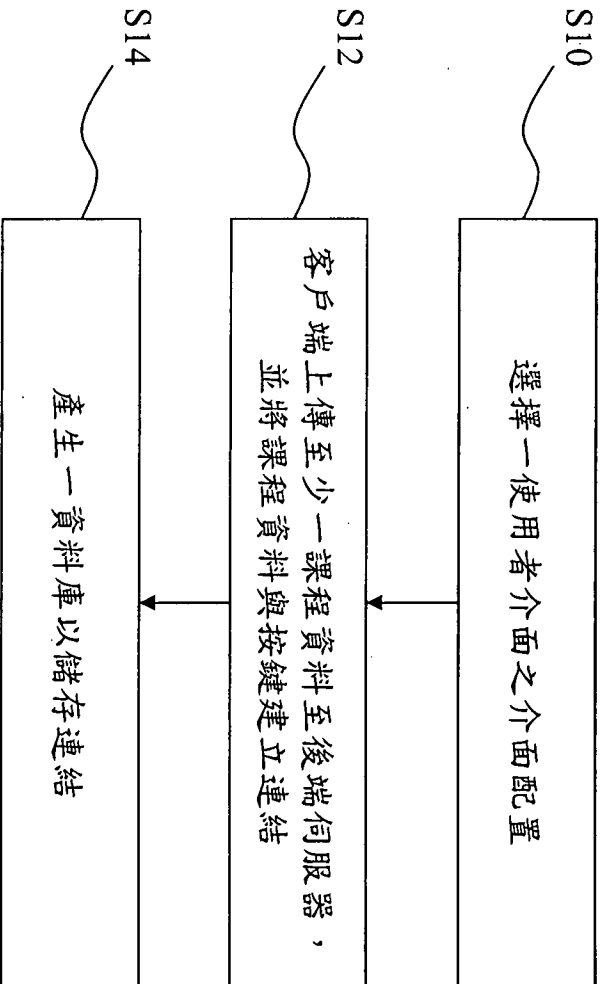 S10
選擇一使用者介面之介面配置
S12
客戶端上傳至少一課程資料至後端伺服器，
並將課程資料與按鍵建立連結
S14
產生一資料庫以儲存連結